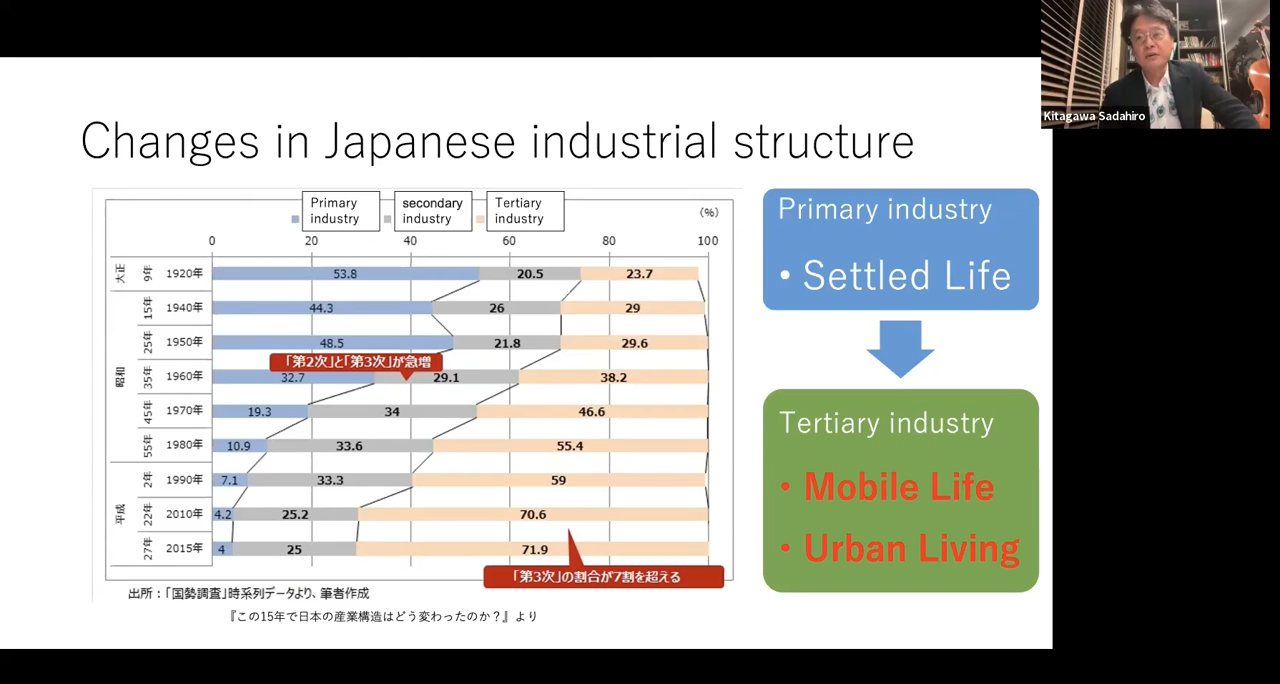 Kitagawa Sadahiro
Changes in Japanese industrial structure
Primary
industry
secondary
industry
Tertiary
industry
(%)
0 20 40 60 80 100
大正 9年 1920年 53.8 20.5 23.7
昭和 15年 1940年 44.3 26 29
25年 1950年 48.5 21.8 29.6
「第2次」と「第3次」が急増
35年 1960年 32.7 29.1 38.2
45年 1970年 19.3 34 46.6
55年 1980年 10.9 33.6 55.4
平成 2年 1990年 7.1 33.3 59
22年 2010年 4.2 25.2 70.6
27年 2015年 4 25 71.9
「第3次」の割合が7割を超える
出所：「国勢調査」時系列データより、筆者作成
『この15年で日本の産業構造はどう変わったのか？』より
Primary industry
• Settled Life
Tertiary industry
• Mobile Life
• Urban Living